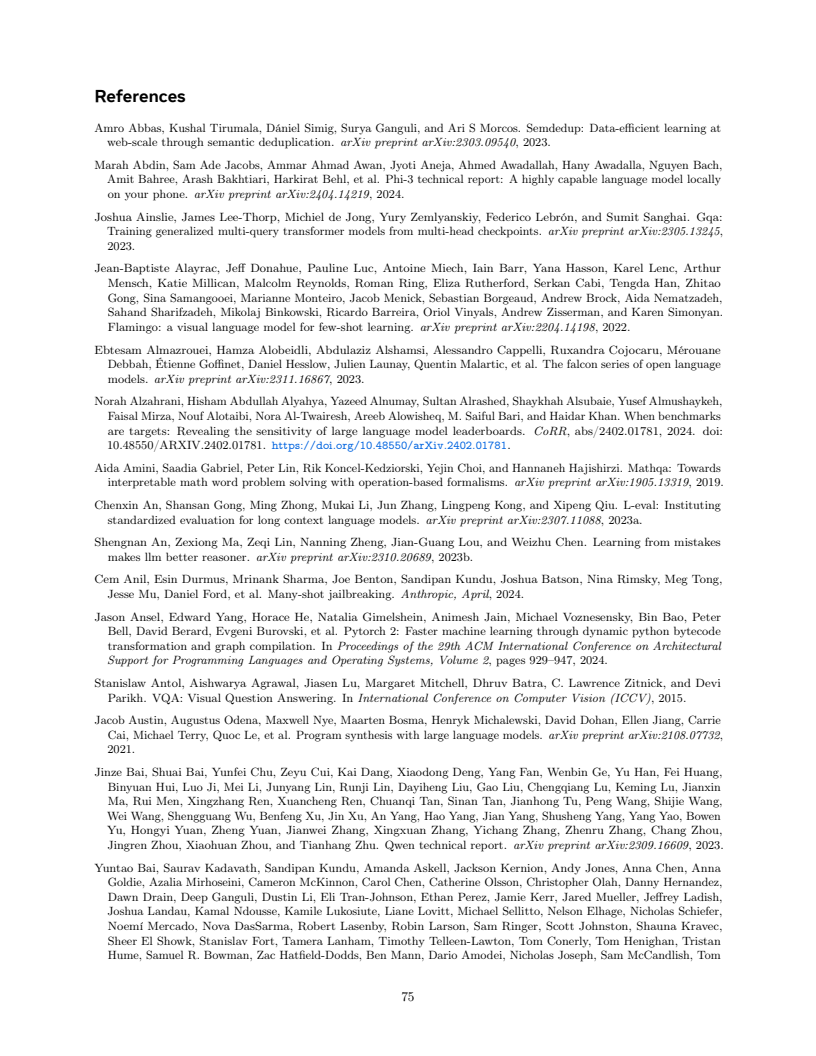 References
Amro Abbas, Kushal Tirumala, Dániel Simig, Surya Ganguli, and Ari S Morcos. Semdedup: Data-efficient learning at
web-scale through semantic deduplication. arXiv preprint arXiv:2303.09540, 2023.
Marah Abdin, Sam Ade Jacobs, Ammar Ahmad Awan, Jyoti Aneja, Ahmed Awadallah, Hany Awadalla, Nguyen Bach,
Amit Bahree, Arash Bakhtiari, Harkirat Behl, et al. Phi-3 technical report: A highly capable language model locally
on your phone. arXiv preprint arXiv:2404.14219, 2024.
Joshua Ainslie, James Lee-Thorp, Michiel de Jong, Yury Zemlyanskiy, Federico Lebrón, and Sumit Sanghai. Gqa:
Training generalized multi-query transformer models from multi-head checkpoints. arXiv preprint arXiv:2305.13245,
2023.
Jean-Baptiste Alayrac, Jeff Donahue, Pauline Luc, Antoine Miech, Iain Barr, Yana Hasson, Karel Lenc, Arthur
Mensch, Katie Millican, Malcolm Reynolds, Roman Ring, Eliza Rutherford, Serkan Cabi, Tengda Han, Zhitao
Gong, Sina Samangooei, Marianne Monteiro, Jacob Menick, Sebastian Borgeaud, Andrew Brock, Aida Nematzadeh,
Sahand Sharifzadeh, Mikolaj Binkowski, Ricardo Barreira, Oriol Vinyals, Andrew Zisserman, and Karen Simonyan.
Flamingo: a visual language model for few-shot learning. arXiv preprint arXiv:2204.14198, 2022.
Ebtesam Almazrouei, Hamza Alobeidli, Abdulaziz Alshamsi, Alessandro Cappelli, Ruxandra Cojocaru, Mérouane
Debbah, Étienne Goffinet, Daniel Hesslow, Julien Launay, Quentin Malartic, et al. The falcon series of open language
models. arXiv preprint arXiv:2311.16867, 2023.
Norah Alzahrani, Hisham Abdullah Alyahya, Yazeed Alnumay, Sultan Alrashed, Shaykhah Alsubaie, Yusef Almushaykeh,
Faisal Mirza, Nouf Alotaibi, Nora Al-Twairesh, Areeb Alowisheq, M. Saiful Bari, and Haidar Khan. When benchmarks
are targets: Revealing the sensitivity of large language model leaderboards. CoRR, abs/2402.01781, 2024. doi:
10.48550/ARXIV.2402.01781. https://doi.org/10.48550/arXiv.2402.01781.
Aida Amini, Saadia Gabriel, Peter Lin, Rik Koncel-Kedziorski, Yejin Choi, and Hannaneh Hajishirzi. Mathqa: Towards
interpretable math word problem solving with operation-based formalisms. arXiv preprint arXiv:1905.13319, 2019.
Chenxin An, Shansan Gong, Ming Zhong, Mukai Li, Jun Zhang, Lingpeng Kong, and Xipeng Qiu. L-eval: Instituting
standardized evaluation for long context language models. arXiv preprint arXiv:2307.11088, 2023a.
Shengnan An, Zexiong Ma, Zeqi Lin, Nanning Zheng, Jian-Guang Lou, and Weizhu Chen. Learning from mistakes
makes llm better reasoner. arXiv preprint arXiv:2310.20689, 2023b.
Cem Anil, Esin Durmus, Mrinank Sharma, Joe Benton, Sandipan Kundu, Joshua Batson, Nina Rimsky, Meg Tong,
Jesse Mu, Daniel Ford, et al. Many-shot jailbreaking. Anthropic, April, 2024.
Jason Ansel, Edward Yang, Horace He, Natalia Gimelshein, Animesh Jain, Michael Voznesensky, Bin Bao, Peter
Bell, David Berard, Evgeni Burovski, et al. Pytorch 2: Faster machine learning through dynamic python bytecode
transformation and graph compilation. In Proceedings of the 29th ACM International Conference on Architectural
Support for Programming Languages and Operating Systems, Volume 2, pages 929–947, 2024.
Stanislaw Antol, Aishwarya Agrawal, Jiasen Lu, Margaret Mitchell, Dhruv Batra, C. Lawrence Zitnick, and Devi
Parikh. VQA: Visual Question Answering. In International Conference on Computer Vision (ICCV), 2015.
Jacob Austin, Augustus Odena, Maxwell Nye, Maarten Bosma, Henryk Michalewski, David Dohan, Ellen Jiang, Carrie
Cai, Michael Terry, Quoc Le, et al. Program synthesis with large language models. arXiv preprint arXiv:2108.07732,
2021.
Jinze Bai, Shuai Bai, Yunfei Chu, Zeyu Cui, Kai Dang, Xiaodong Deng, Yang Fan, Wenbin Ge, Yu Han, Fei Huang,
Binyuan Hui, Luo Ji, Mei Li, Junyang Lin, Runji Lin, Dayiheng Liu, Gao Liu, Chengqiang Lu, Keming Lu, Jianxin
Ma, Rui Men, Xingzhang Ren, Xuancheng Ren, Chuanqi Tan, Sinan Tan, Jianhong Tu, Peng Wang, Shijie Wang,
Wei Wang, Shengguang Wu, Benfeng Xu, Jin Xu, An Yang, Hao Yang, Jian Yang, Shusheng Yang, Yang Yao, Bowen
Yu, Hongyi Yuan, Zheng Yuan, Jianwei Zhang, Xingxuan Zhang, Yichang Zhang, Zhenru Zhang, Chang Zhou,
Jingren Zhou, Xiaohuan Zhou, and Tianhang Zhu. Qwen technical report. arXiv preprint arXiv:2309.16609, 2023.
Yuntao Bai, Saurav Kadavath, Sandipan Kundu, Amanda Askell, Jackson Kernion, Andy Jones, Anna Chen, Anna
Goldie, Azalia Mirhoseini, Cameron McKinnon, Carol Chen, Catherine Olsson, Christopher Olah, Danny Hernandez,
Dawn Drain, Deep Ganguli, Dustin Li, Eli Tran-Johnson, Ethan Perez, Jamie Kerr, Jared Mueller, Jeffrey Ladish,
Joshua Landau, Kamal Ndousse, Kamile Lukosiute, Liane Lovitt, Michael Sellitto, Nelson Elhage, Nicholas Schiefer,
Noemí Mercado, Nova DasSarma, Robert Lasenby, Robin Larson, Sam Ringer, Scott Johnston, Shauna Kravec,
Sheer El Showk, Stanislav Fort, Tamera Lanham, Timothy Telleen-Lawton, Tom Conerly, Tom Henighan, Tristan
Hume, Samuel R. Bowman, Zac Hatfield-Dodds, Ben Mann, Dario Amodei, Nicholas Joseph, Sam McCandlish, Tom
75